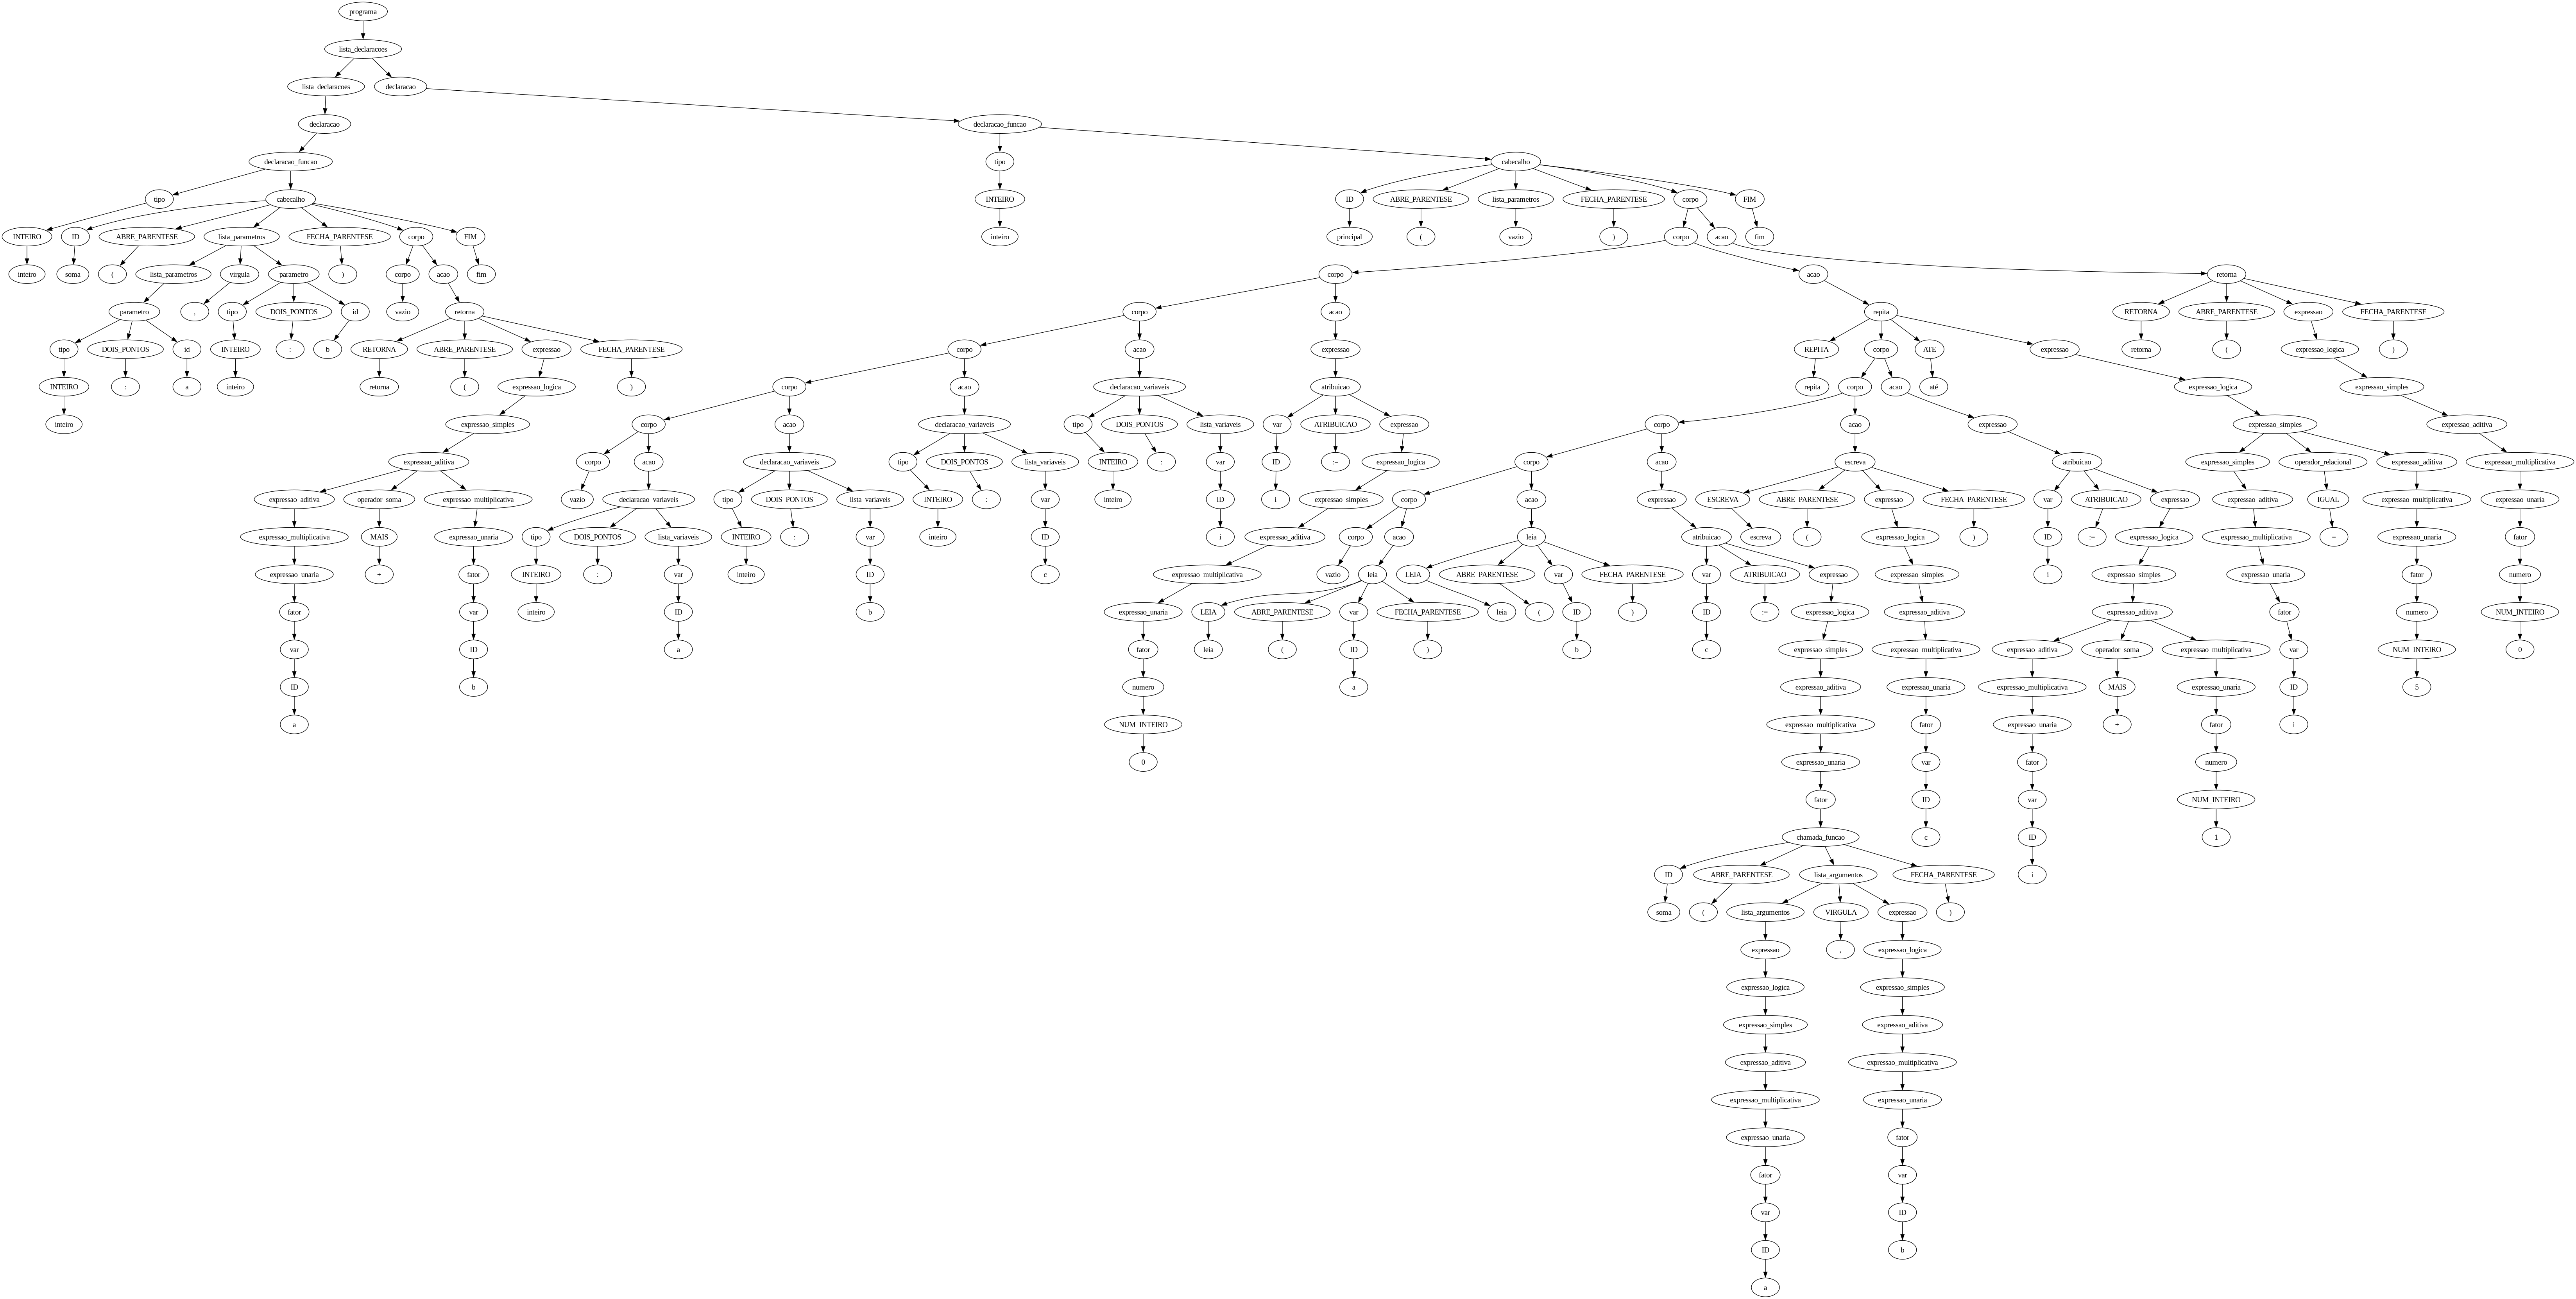 programa
lista_declaracoes
lista_declaracoes declaracao
declaracao declaracao_funcao
declaracao_funcao tipo cabecalho
tipo cabecalho INTEIRO ID ABRE_PARENTESE lista_parametros FECHA_PARENTESE corpo FIM
INTEIRO ID ABRE_PARENTESE lista_parametros FECHA_PARENTESE corpo FIM inteiro principal ( vazio ) corpo acao fim
inteiro soma ( lista_parametros virgula parametro ) corpo acao fim corpo acao retorna
parametro , tipo DOIS_PONTOS id vazio retorna corpo acao repita RETORNA ABRE_PARENTESE expressao FECHA_PARENTESE
tipo DOIS_PONTOS id INTEIRO : b RETORNA ABRE_PARENTESE expressao FECHA_PARENTESE corpo acao expressao REPITA corpo ATE expressao retorna ( expressao_logica )
INTEIRO : a inteiro retorna ( expressao_logica ) corpo acao declaracao_variaveis atribuicao repita corpo acao até expressao_logica expressao_simples
inteiro expressao_simples corpo acao declaracao_variaveis tipo DOIS_PONTOS lista_variaveis var ATRIBUICAO expressao corpo acao expressao expressao_simples expressao_aditiva
expressao_aditiva corpo acao declaracao_variaveis tipo DOIS_PONTOS lista_variaveis INTEIRO : var ID := expressao_logica corpo acao escreva atribuicao expressao_simples operador_relacional expressao_aditiva expressao_multiplicativa
expressao_aditiva operador_soma expressao_multiplicativa vazio declaracao_variaveis tipo DOIS_PONTOS lista_variaveis INTEIRO : var inteiro ID i expressao_simples corpo acao expressao ESCREVA ABRE_PARENTESE expressao FECHA_PARENTESE var ATRIBUICAO expressao expressao_aditiva IGUAL expressao_multiplicativa expressao_unaria
expressao_multiplicativa MAIS expressao_unaria tipo DOIS_PONTOS lista_variaveis INTEIRO : var inteiro ID i expressao_aditiva corpo acao leia atribuicao escreva ( expressao_logica ) ID := expressao_logica expressao_multiplicativa = expressao_unaria fator
expressao_unaria + fator INTEIRO : var inteiro ID c expressao_multiplicativa vazio leia LEIA ABRE_PARENTESE var FECHA_PARENTESE var ATRIBUICAO expressao expressao_simples i expressao_simples expressao_unaria fator numero
fator var inteiro ID b expressao_unaria LEIA ABRE_PARENTESE var FECHA_PARENTESE leia ( ID ) ID := expressao_logica expressao_aditiva expressao_aditiva fator numero NUM_INTEIRO
var ID a fator leia ( ID ) b c expressao_simples expressao_multiplicativa expressao_aditiva operador_soma expressao_multiplicativa var NUM_INTEIRO 0
ID b numero a expressao_aditiva expressao_unaria expressao_multiplicativa MAIS expressao_unaria ID 5
a NUM_INTEIRO expressao_multiplicativa fator expressao_unaria + fator i
0 expressao_unaria var fator numero
fator ID var NUM_INTEIRO
chamada_funcao c ID 1
ID ABRE_PARENTESE lista_argumentos FECHA_PARENTESE i
soma ( lista_argumentos VIRGULA expressao )
expressao , expressao_logica
expressao_logica expressao_simples
expressao_simples expressao_aditiva
expressao_aditiva expressao_multiplicativa
expressao_multiplicativa expressao_unaria
expressao_unaria fator
fator var
var ID
ID b
a